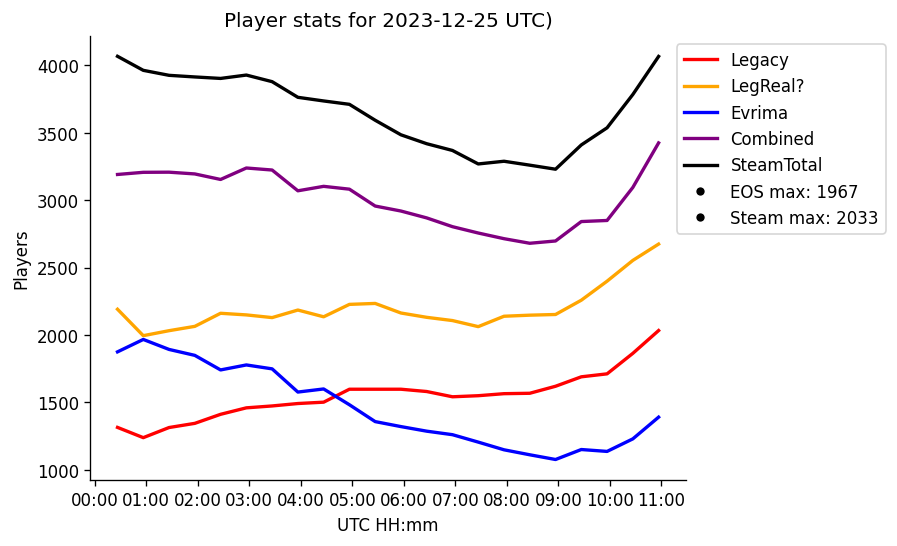 Player stats for 2023-12-25 UTC)
Legacy
LegReal?
Evrima
Combined
SteamTotal
EOS max: 1967
Steam max: 2033
Players
4000
3500
3000
2500
2000
1500
1000
00:00 01:00 02:00 03:00 04:00 05:00 06:00 07:00 08:00 09:00 10:00 11:00
UTC HH:mm